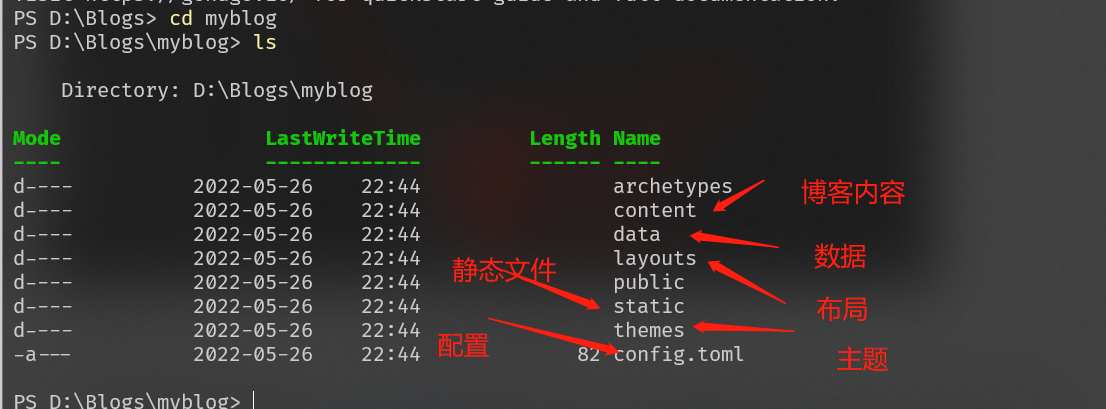 PS D:\Blogs> cd myblog
PS D:\Blogs\myblog> ls
Directory: D:\Blogs\myblog
Mode LastWriteTime Length Name
---- ------------- ------ ----
d---- 2022-05-26 22:44 archetypes
d---- 2022-05-26 22:44 content 博客内容
d---- 2022-05-26 22:44 data 数据
d---- 2022-05-26 22:44 layouts 布局
d---- 2022-05-26 22:44 public
d---- 2022-05-26 22:44 静态文件 static
d---- 2022-05-26 22:44 themes 主题
-a--- 2022-05-26 22:44 配置 82 config.toml
PS D:\Blogs\myblog>